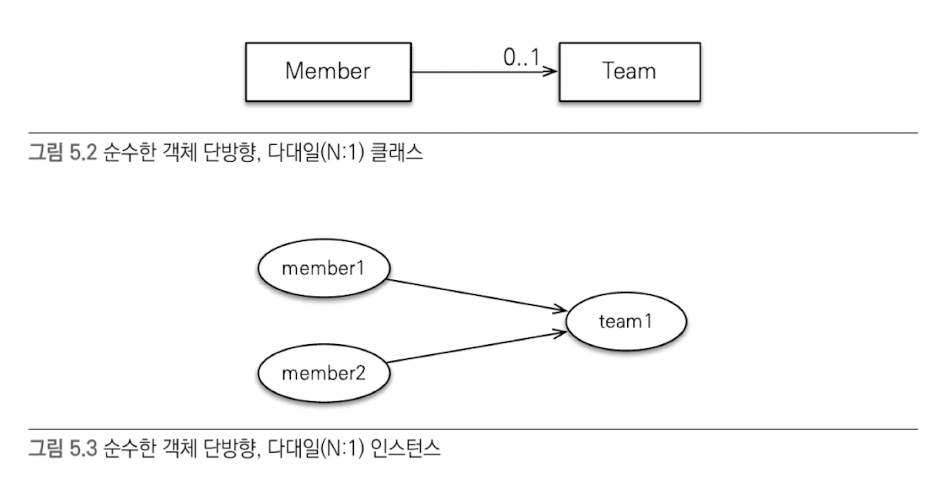 Member
0..1
Team
그림 5.2 순수한 객체 단방향, 다대일(N:1) 클래스
member1
team1
member2
그림 5.3 순수한 객체 단방향, 다대일(N:1) 인스턴스